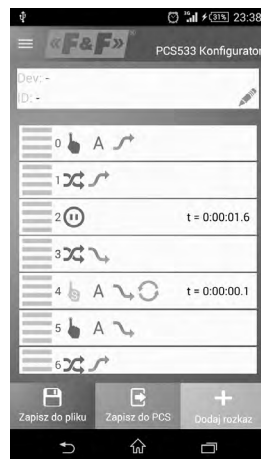 31% 23:38
«F&F»
PCS533 Konfigurator
Dev: -
ID: -
0 A
1
2 t = 0:00:01.6
3
4 S A t = 0:00:00.1
5 A
6
Zapisz do pliku Zapisz do PCS Dodaj rozkaz